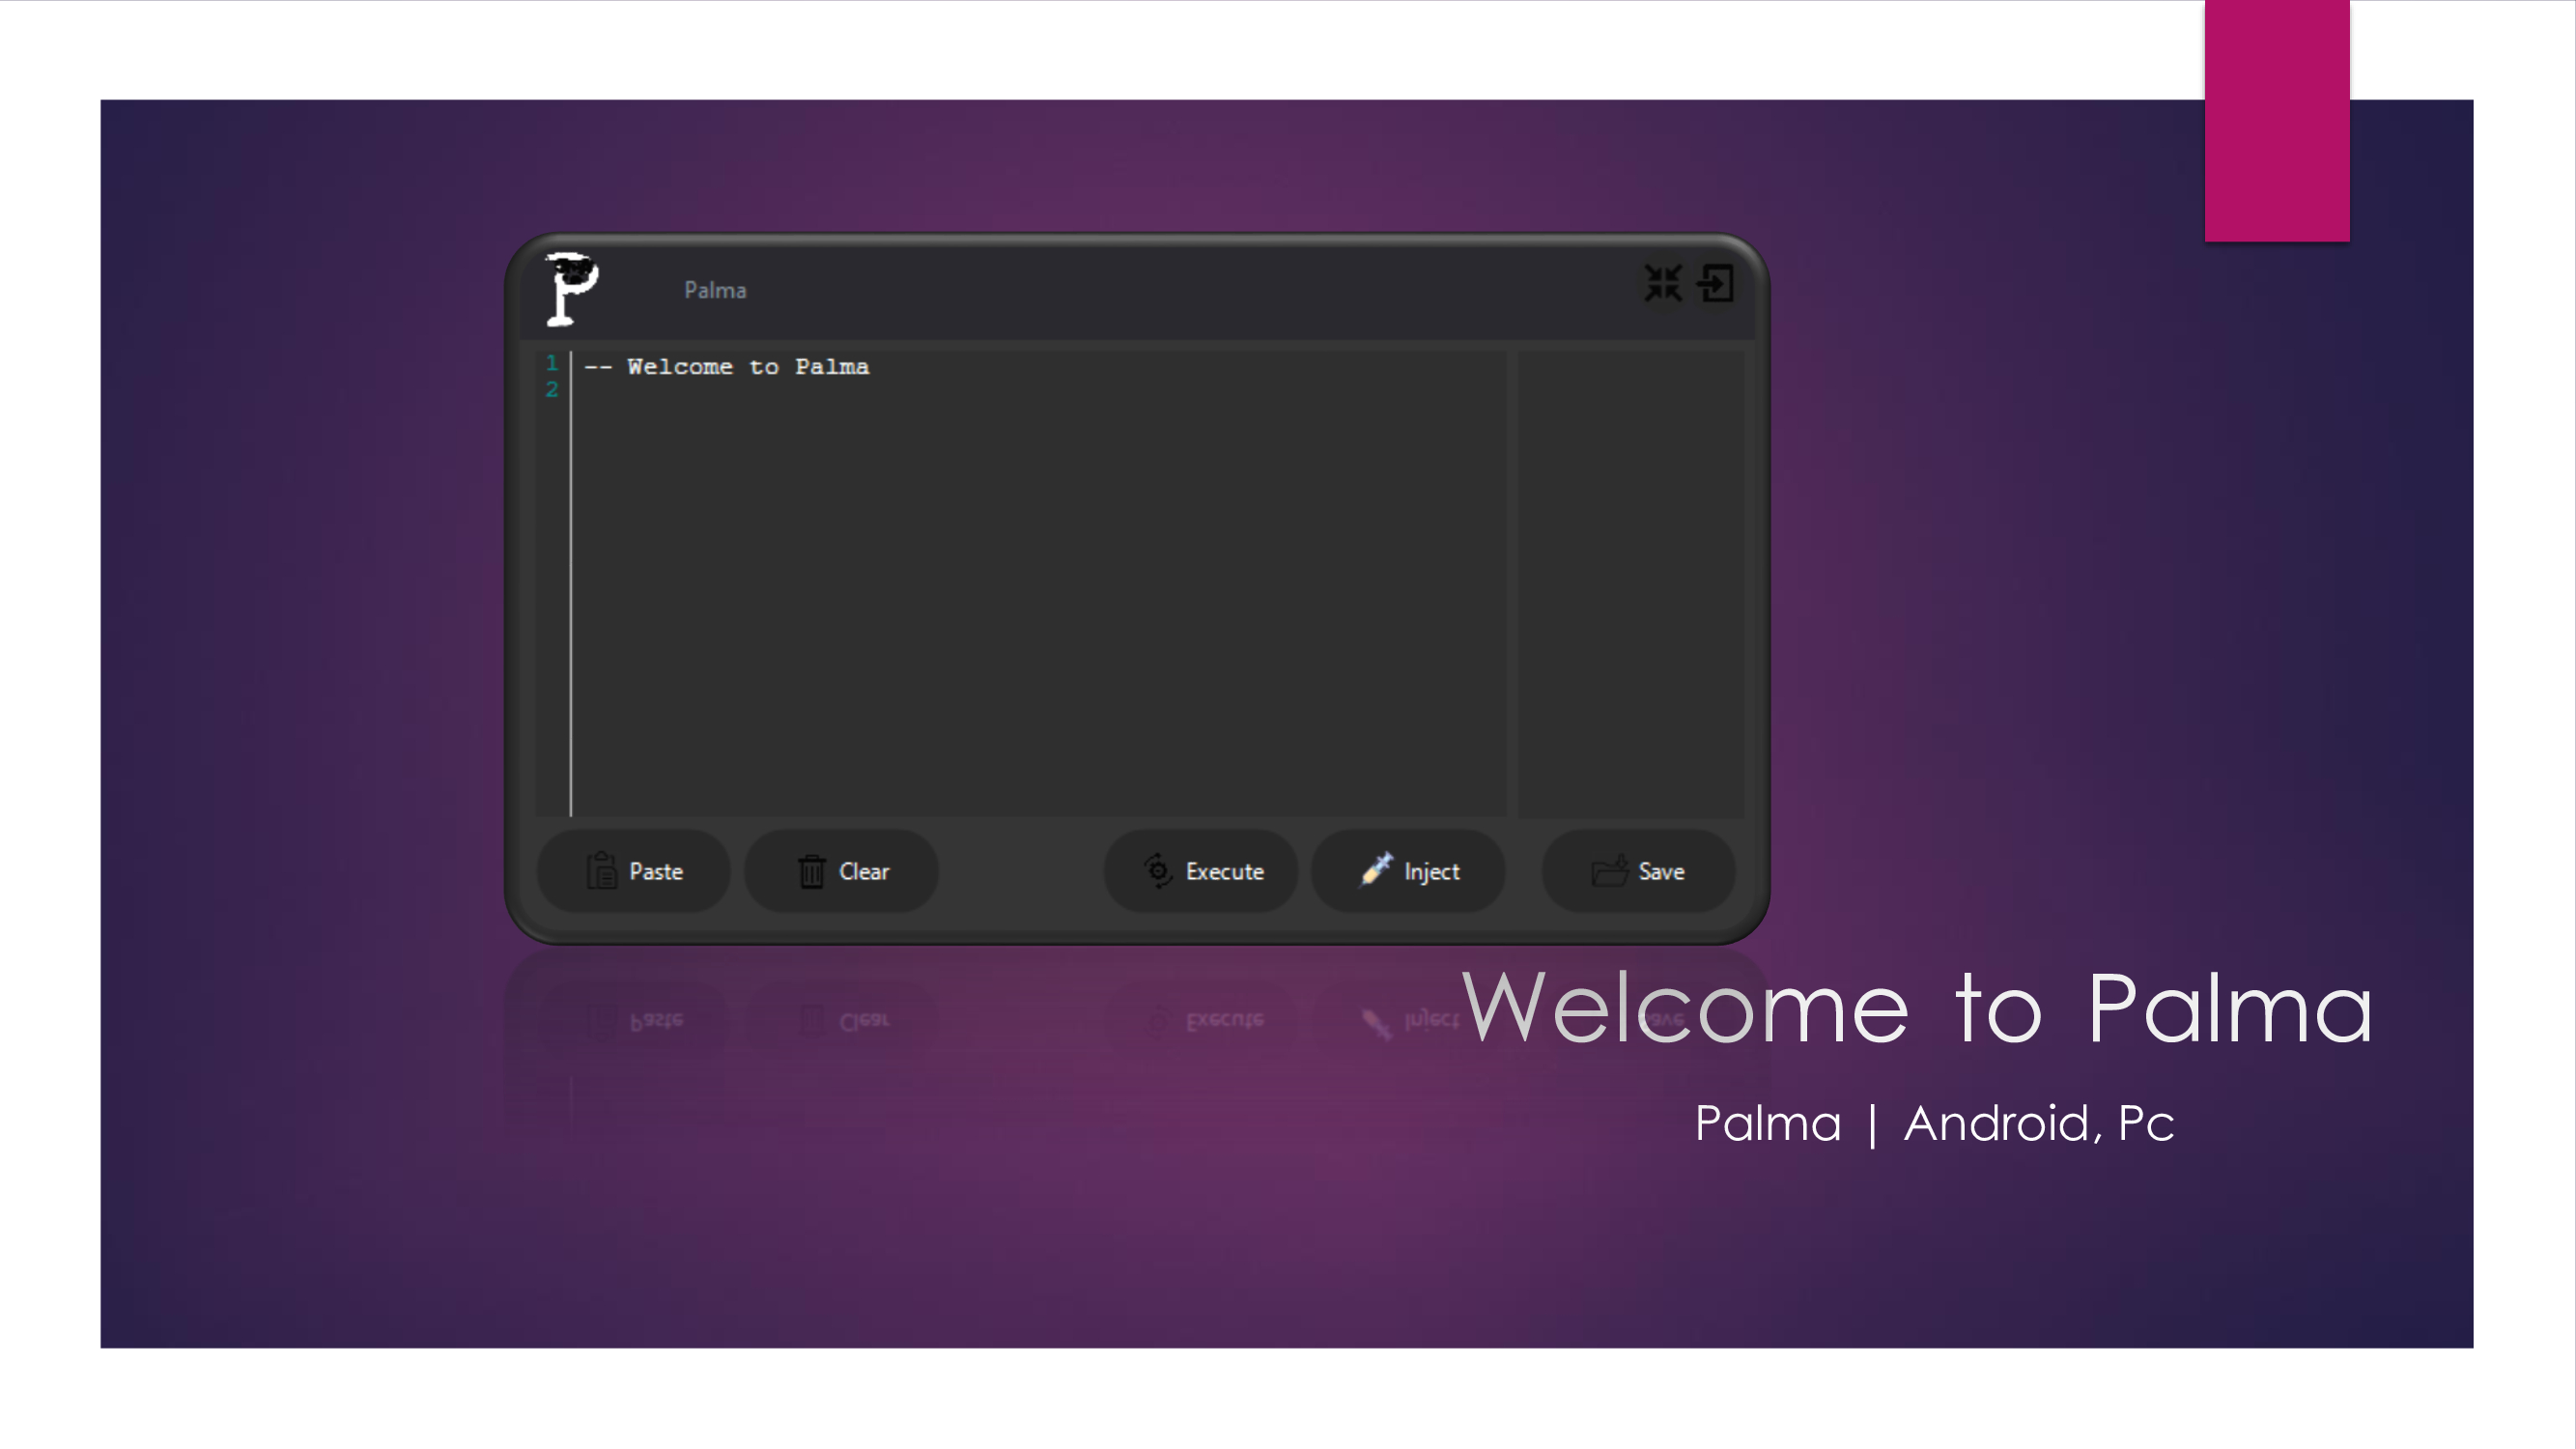 P
Palma
1 -- Welcome to Palma
2
Paste Clear Execute Inject Save
Welcome to Palma
Palma | Android, Pc